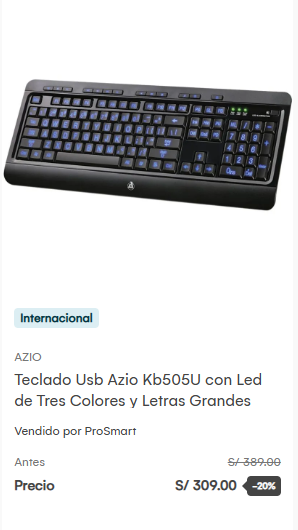 Internacional
AZIO
Teclado Usb Azio Kb505U con Led
de Tres Colores y Letras Grandes
Vendido por ProSmart
Antes S/ 389.00
Precio S/ 309.00 -20%